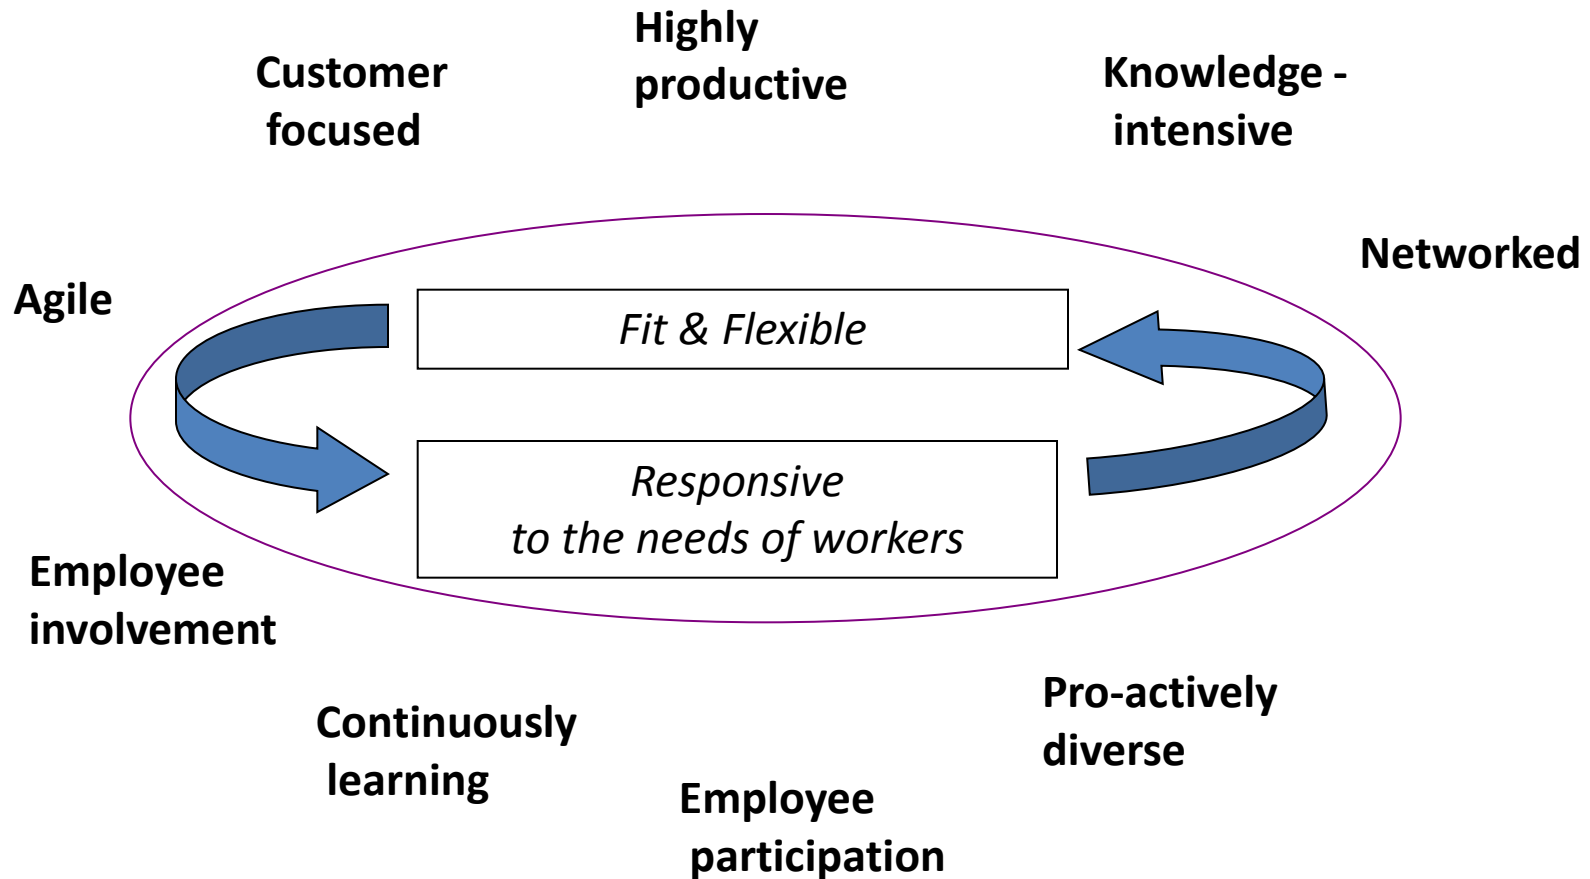 Highly
productive
Customer
focused
Knowledge -
intensive
Networked
Agile
Fit & Flexible
Responsive
to the needs of workers
Employee
involvement
Continuously
learning
Pro-actively
diverse
Employee
participation